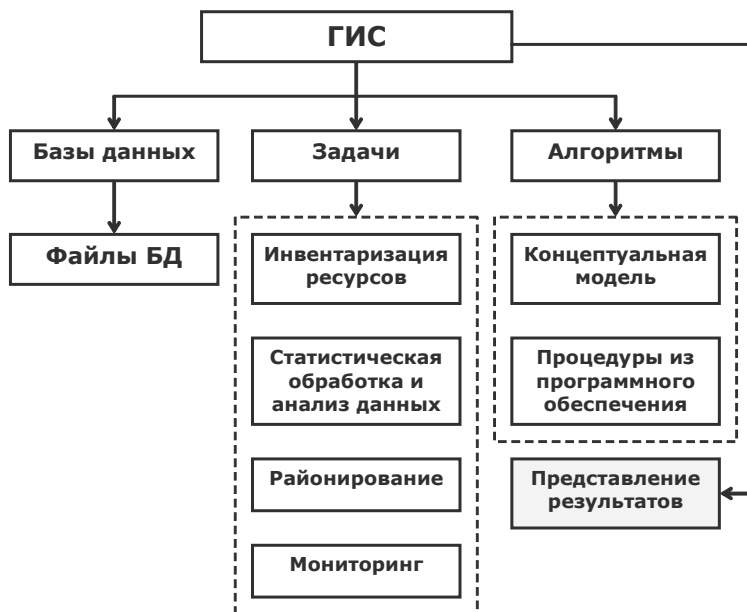 ГИС
Базы данных
Задачи
Алгоритмы
Файлы БД
Инвентаризация
ресурсов
Концептуальная
модель
Статистическая
обработка и
анализ данных
Процедуры из
программного
обеспечения
Районирование
Представление
результатов
Мониторинг